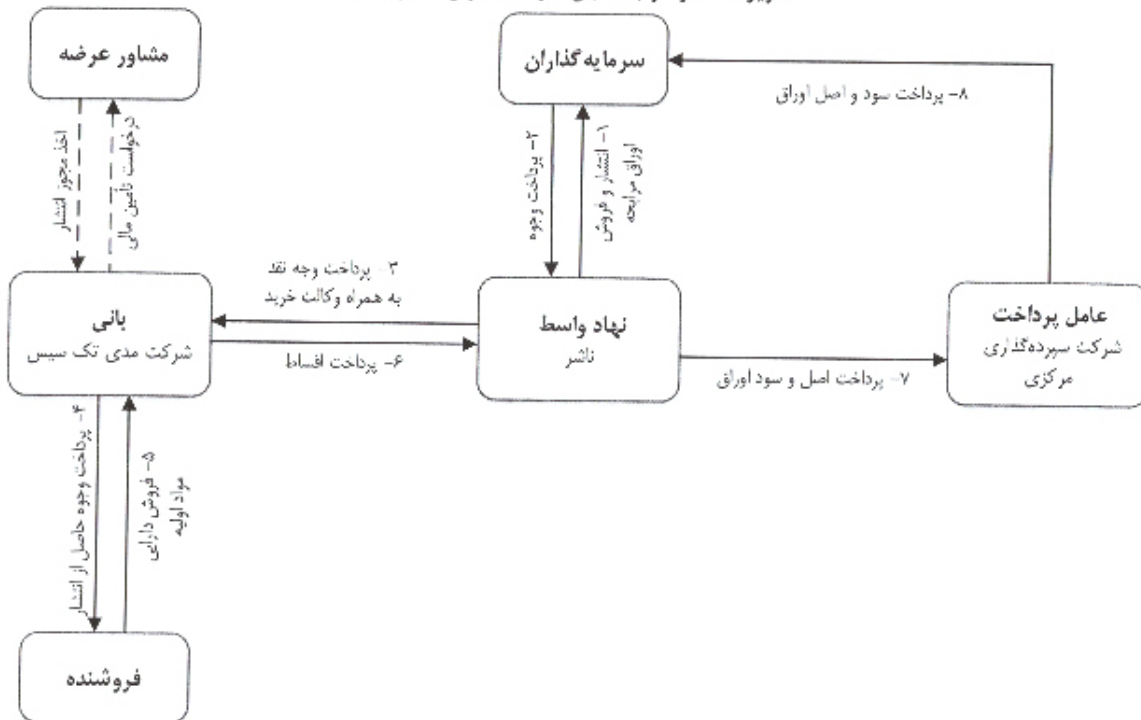 مشاور عرضه
سرمایه‌گذاران
۸- پرداخت سود و اصل اوراق
اخذ مجوز انتشار
درخواست تامین مالی
۲- پرداخت وجوه
۱- انتشار و فروش
اوراق مرابحه
۳- پرداخت وجه نقد
به همراه وکالت خرید
بانی
شرکت مدی تک سیس
نهاد واسط
ناشر
عامل پرداخت
شرکت سپرده‌گذاری
مرکزی
۶- پرداخت اقساط
۷- پرداخت اصل و سود اوراق
۴- پرداخت وجوه حاصل از انتشار
۵- فروش دارایی
مواد اولیه
فروشنده